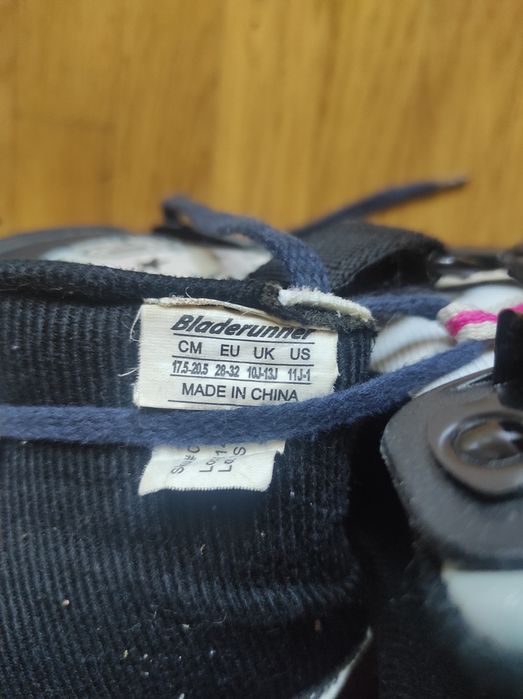 Bladerunner
CM EU UK US
17.5-20.5 28-32 10J-13J 11J-1
MADE IN CHINA